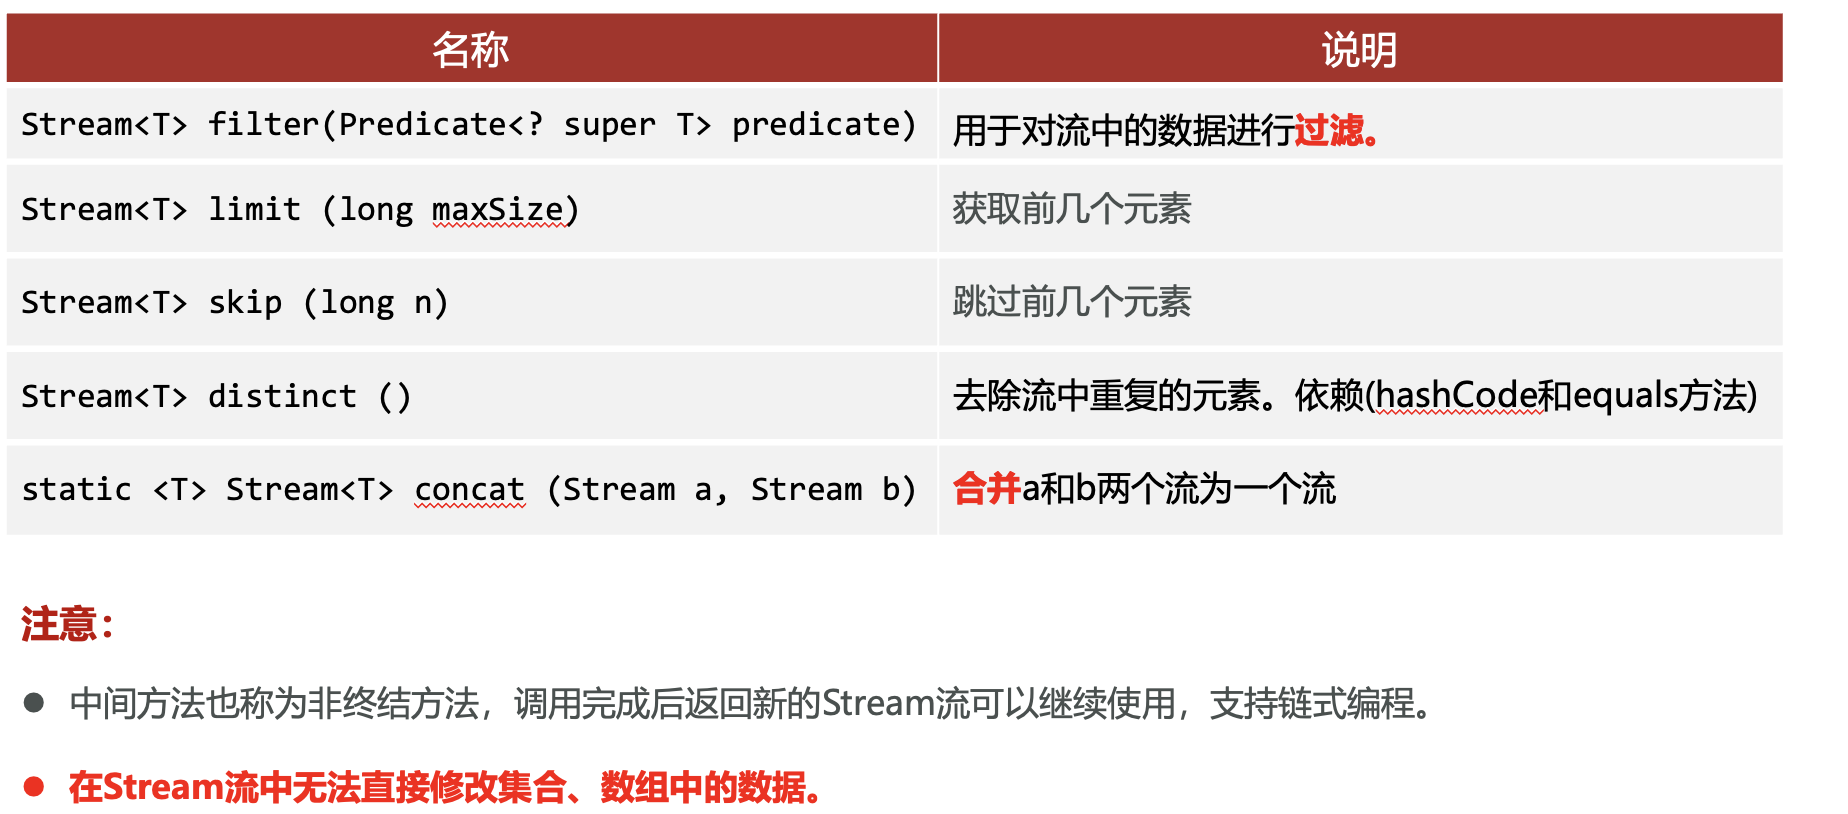 名称 说明
Stream<T> filter(Predicate<? super T> predicate) 用于对流中的数据进行过滤。
Stream<T> limit (long maxSize) 获取前几个元素
Stream<T> skip (long n) 跳过前几个元素
Stream<T> distinct () 去除流中重复的元素。依赖(hashCode和equals方法)
static <T> Stream<T> concat (Stream a, Stream b) 合并a和b两个流为一个流
注意：
● 中间方法也称为非终结方法，调用完成后返回新的Stream流可以继续使用，支持链式编程。
● 在Stream流中无法直接修改集合、数组中的数据。